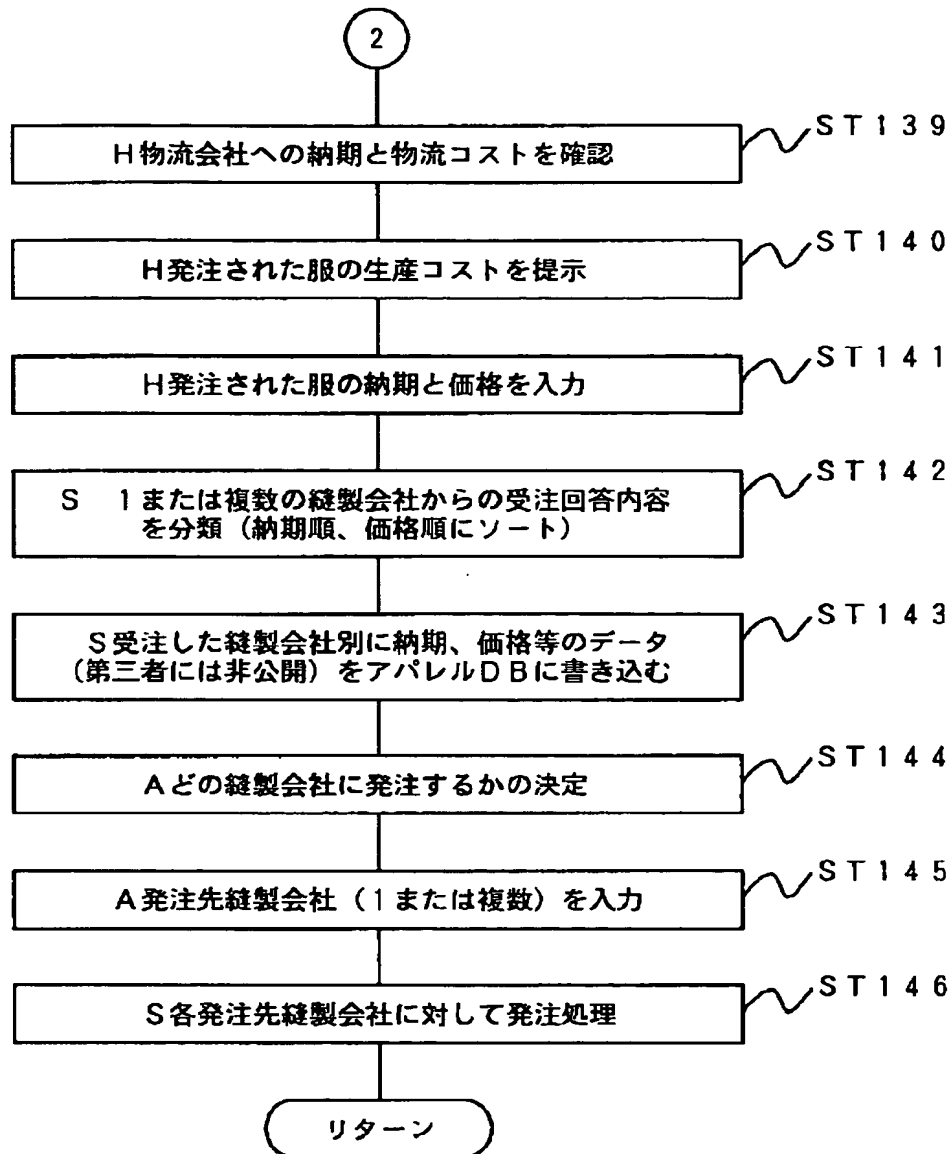 2
H物流会社への納期と物流コストを確認
ST139
H発注された服の生産コストを提示
ST140
H発注された服の納期と価格を入力
ST141
S 1または複数の縫製会社からの受注回答内容
を分類（納期順、価格順にソート）
ST142
S受注した縫製会社別に納期、価格等のデータ
（第三者には非公開）をアパレルDBに書き込む
ST143
Aどの縫製会社に発注するかの決定
ST144
A発注先縫製会社（1または複数）を入力
ST145
S各発注先縫製会社に対して発注処理
ST146
リターン